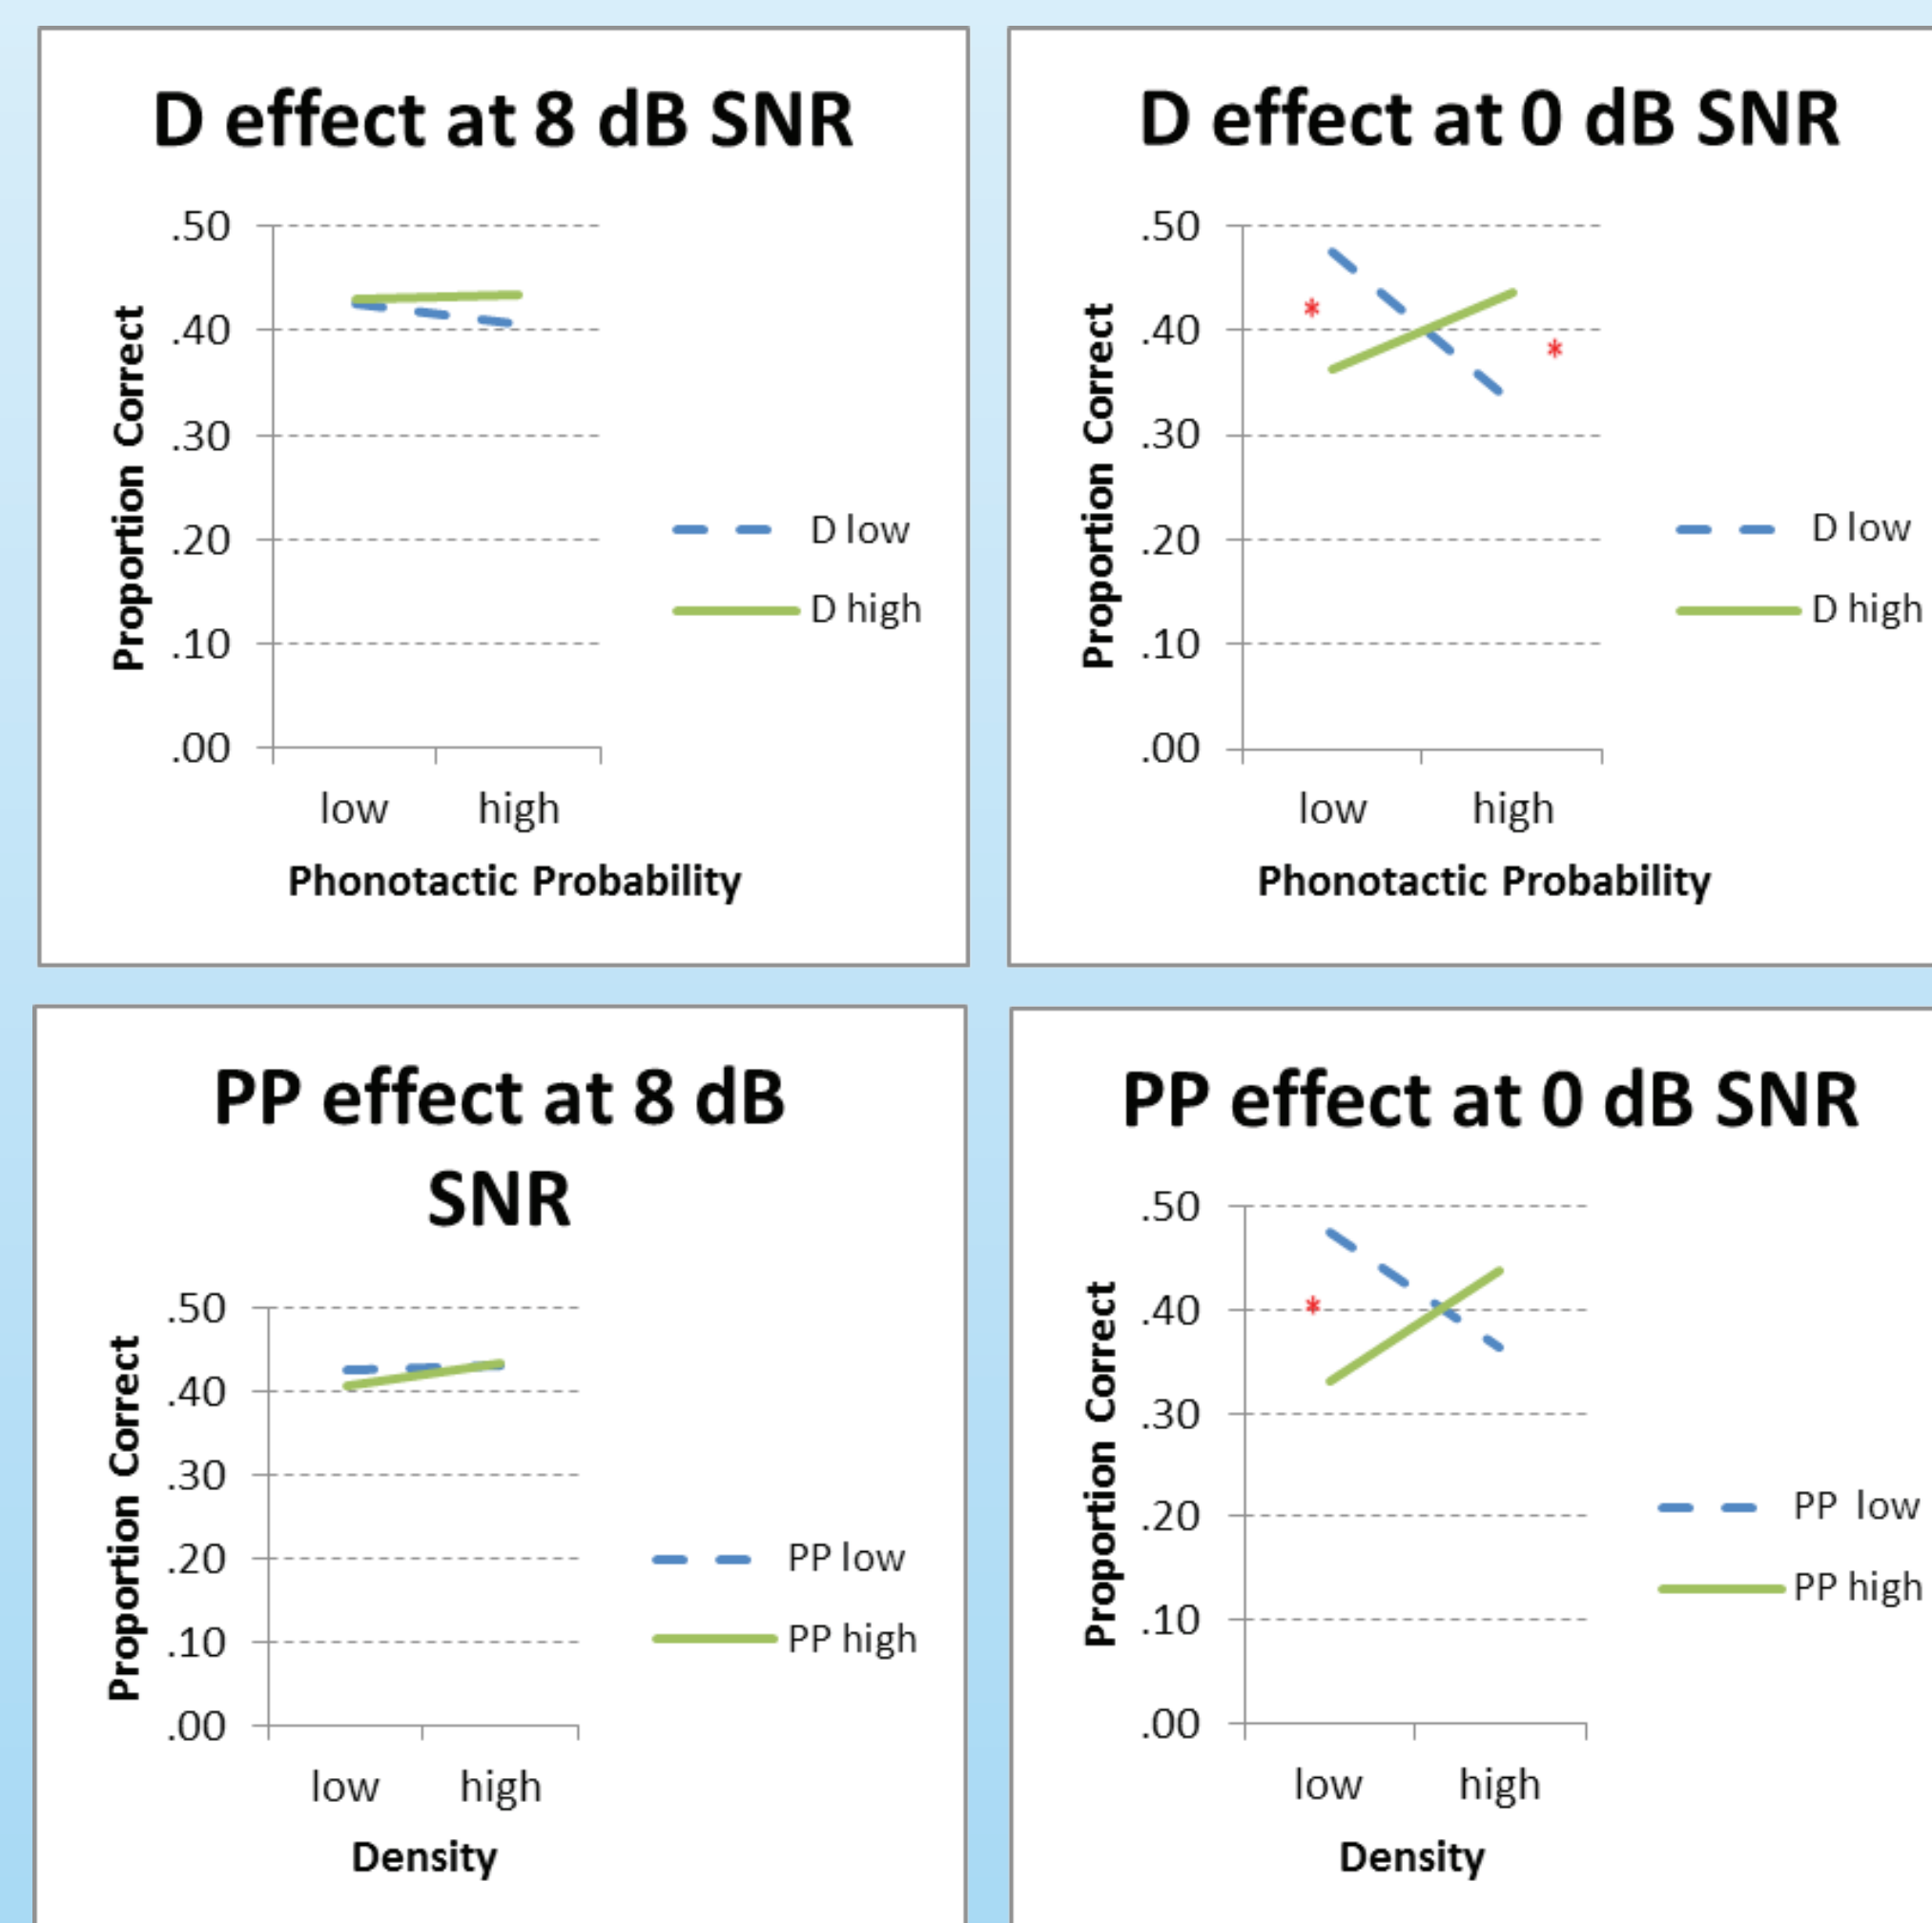 D effect at 8 dB SNR
.50
.40
.30
.20
.10
.00
Proportion Correct
low high
Phonotactic Probability
D low
D high
D effect at 0 dB SNR
.50
.40
.30
.20
.10
.00
Proportion Correct
*
*
low high
Phonotactic Probability
D low
D high
PP effect at 8 dB
SNR
.50
.40
.30
.20
.10
.00
Proportion Correct
low high
Density
PP low
PP high
PP effect at 0 dB SNR
.50
.40
.30
.20
.10
.00
Proportion Correct
*
low high
Density
PP low
PP high